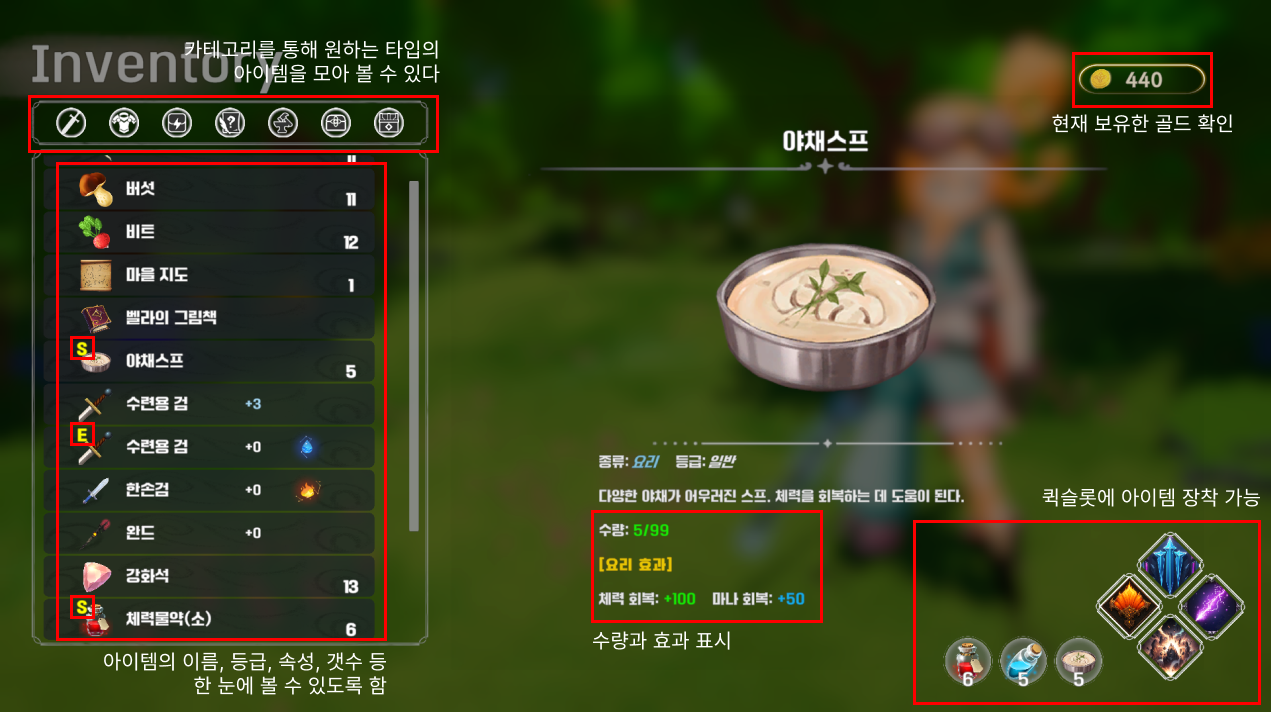 Inventory
카테고리를 통해 원하는 타입의
아이템을 모아 볼 수 있다
440
현재 보유한 골드 확인
버섯 11
비트 12
마을 지도 1
벨라의 그림책
S 야채스프 5
수련용 검 +3
E 수련용 검 +0
한손검 +0
완드 +0
강화석 13
S 체력물약(소) 6
아이템의 이름, 등급, 속성, 갯수 등
한 눈에 볼 수 있도록 함
야채스프
종류: 요리 등급: 일반
다양한 야채가 어우러진 스프. 체력을 회복하는 데 도움이 된다.
수량: 5/99
[요리 효과]
체력 회복: +100 마나 회복: +50
수량과 효과 표시
퀵슬롯에 아이템 장착 가능
6 5 5